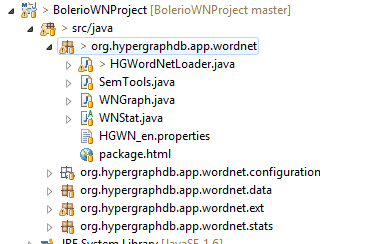 > BolerioWNProject [BolerioWNProject master]
> src/java
> org.hypergraphdb.app.wordnet
> HGWordNetLoader.java
SemTools.java
WNGraph.java
WNStat.java
HGWN_en.properties
package.html
org.hypergraphdb.app.wordnet.configuration
org.hypergraphdb.app.wordnet.data
org.hypergraphdb.app.wordnet.ext
org.hypergraphdb.app.wordnet.stats
JRE System Library [JavaSE-1.6]